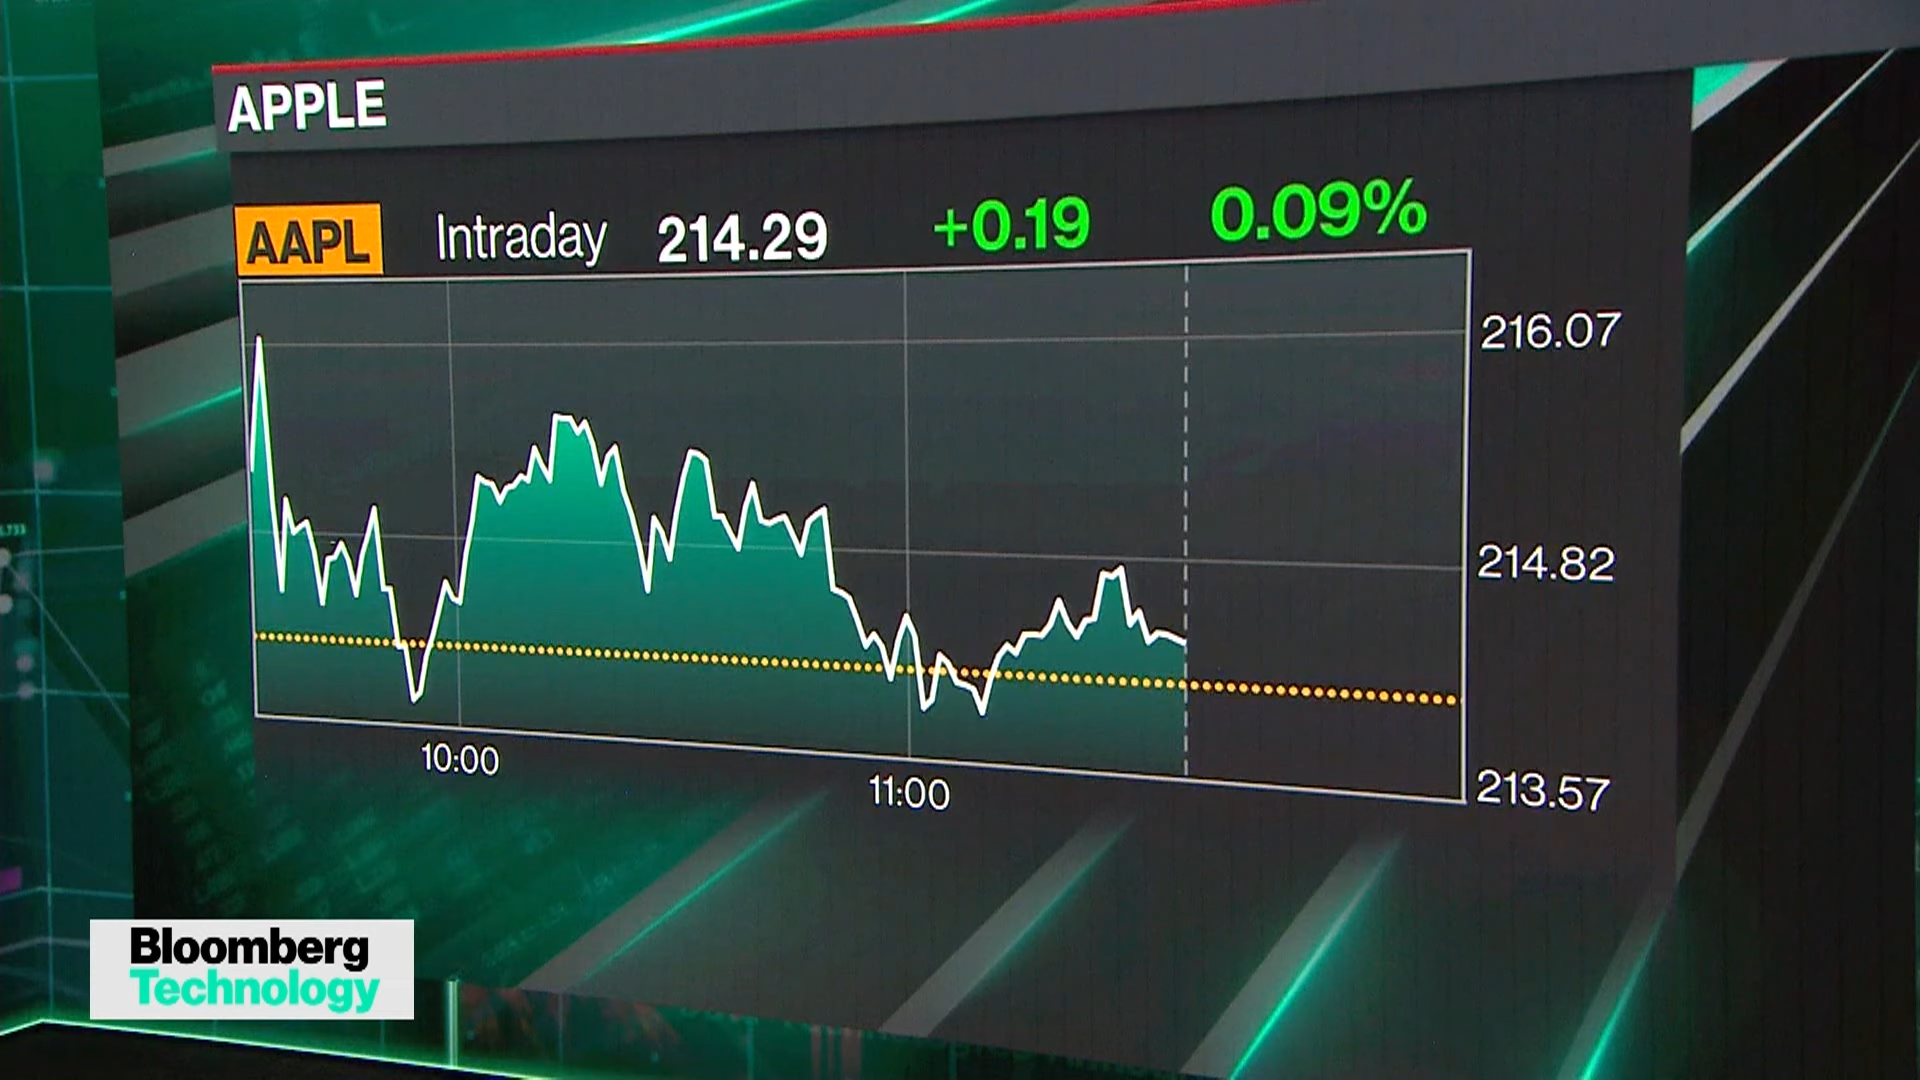 APPLE
AAPL Intraday 214.29 +0.19 0.09%
216.07
214.82
213.57
10:00
11:00
Bloomberg
Technology